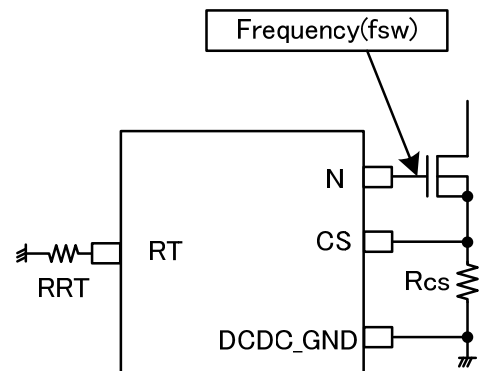 Frequency(fsw)
N
RT
CS
RRT
Rcs
DCDC_GND